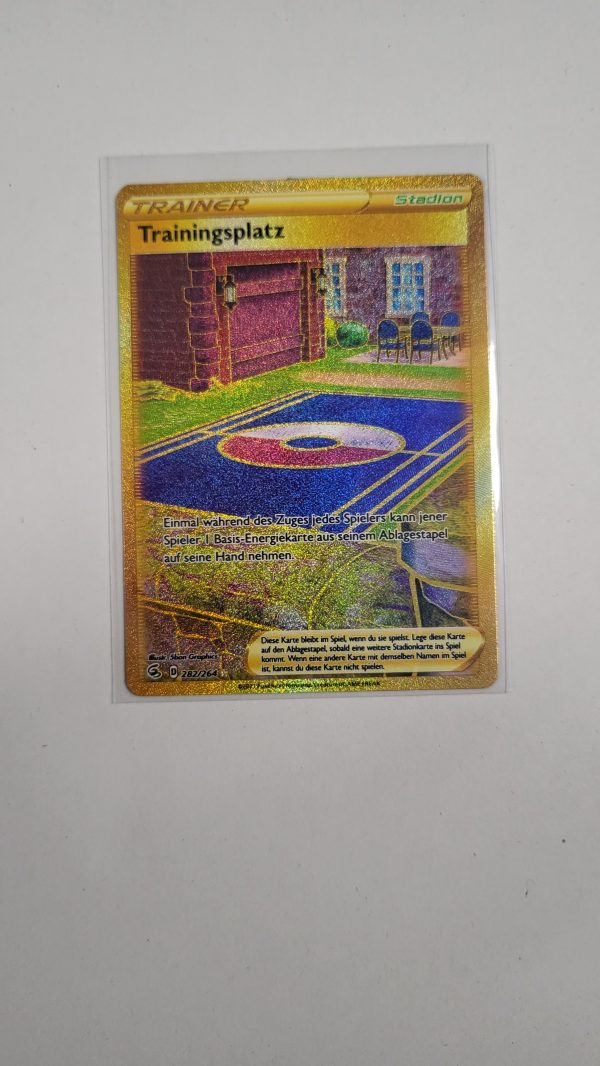 TRAINER
Stadion
Trainingsplatz
Einmal während des Zuges jedes Spielers kann jener
Spieler 1 Basis-Energiekarte aus seinem Ablagestapel
auf seine Hand nehmen.
Diese Karte bleibt im Spiel, wenn du sie spielst. Lege diese Karte
auf den Ablagestapel, sobald eine weitere Stadionkarte ins Spiel
kommt. Wenn eine andere Karte mit demselben Namen im Spiel
ist, kannst du diese Karte nicht spielen.
Illustr.: 5ban Graphics
D 282/264